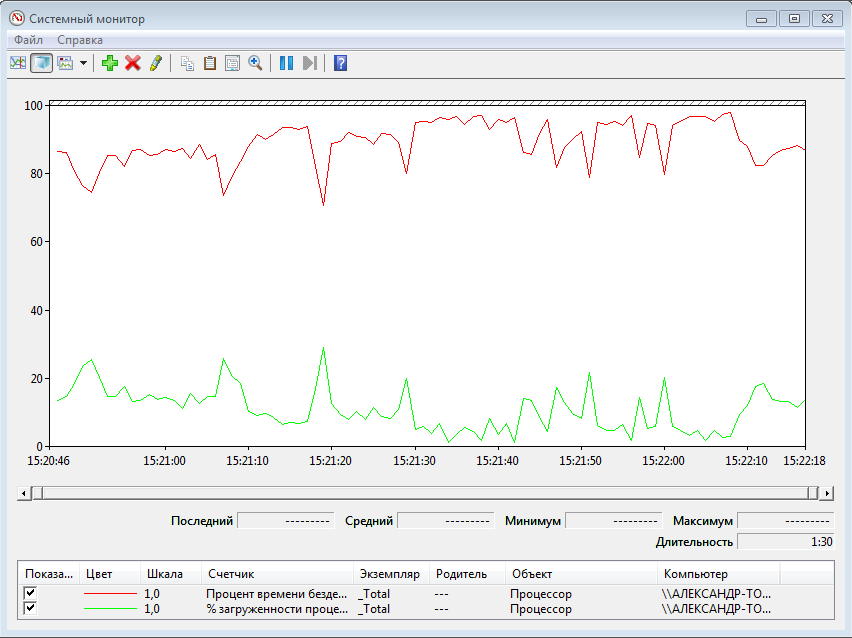 Системный монитор
Файл Справка
100
80
60
40
20
0
15:20:46 15:21:00 15:21:10 15:21:20 15:21:30 15:21:40 15:21:50 15:22:00 15:22:10 15:22:18
Последний --------- Средний --------- Минимум --------- Максимум ---------
Длительность 1:30
Показа... Цвет Шкала Счетчик Экземпляр Родитель Объект Компьютер
1,0 Процент времени безде... _Total --- Процессор \\АЛЕКСАНДР-ТО...
1,0 % загруженности проце... _Total --- Процессор \\АЛЕКСАНДР-ТО...